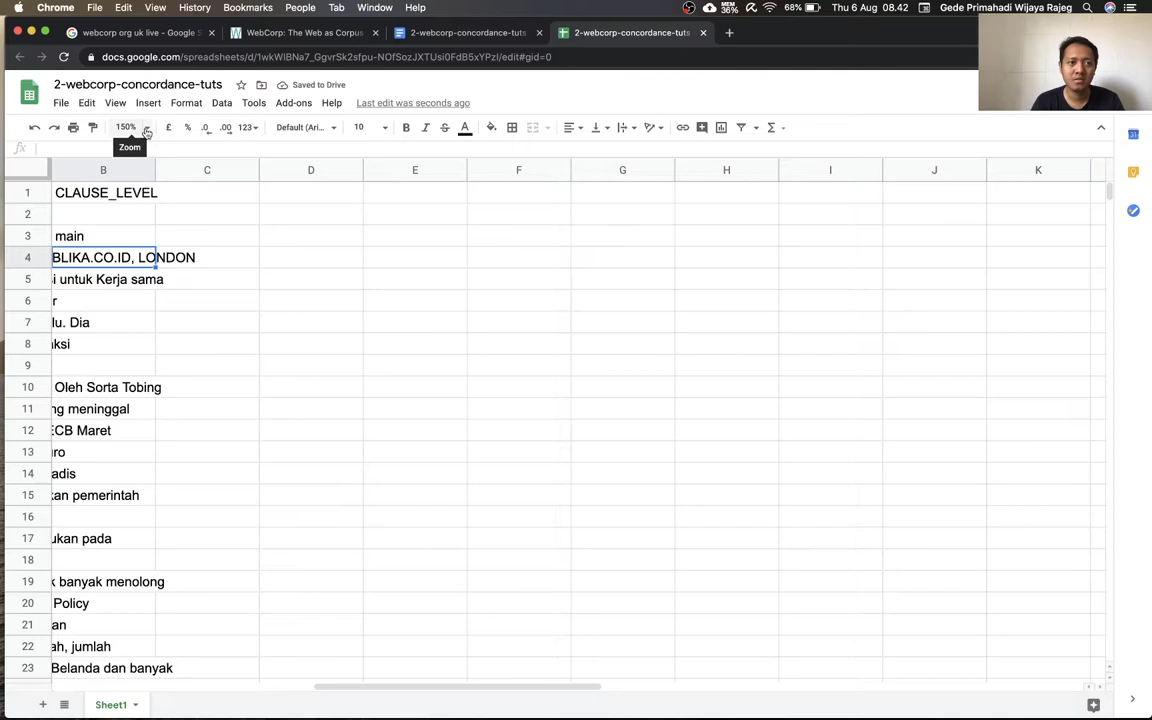 Chrome File Edit View History Bookmarks People Tab Window Help MEM 36% 68% Thu 6 Aug 08.42 Gede Primahadi Wijaya Rajeg
webcorp org uk live - Google S × WebCorp: The Web as Corpus × 2-webcorp-concordance-tuts × 2-webcorp-concordance-tuts × +
docs.google.com/spreadsheets/d/1wkWIBNa7_GgvrSk2sfpu-NOfSozJXTUsi0FdB5xYPzI/edit#gid=0
2-webcorp-concordance-tuts Saved to Drive
File Edit View Insert Format Data Tools Add-ons Help Last edit was seconds ago
150% £ % .0 .00 123 Default (Ari... 10 B I S A Σ
Zoom
fx
B C D E F G H I J K
1 CLAUSE_LEVEL
2
3 main
4 BLIKA.CO.ID, LONDON
5 i untuk Kerja sama
6 r
7 lu. Dia
8 ksi
9
10 Oleh Sorta Tobing
11 ng meninggal
12 ECB Maret
13 ro
14 adis
15 kan pemerintah
16
17 ukan pada
18
19 k banyak menolong
20 Policy
21 an
22 ah, jumlah
23 Belanda dan banyak
+ Sheet1